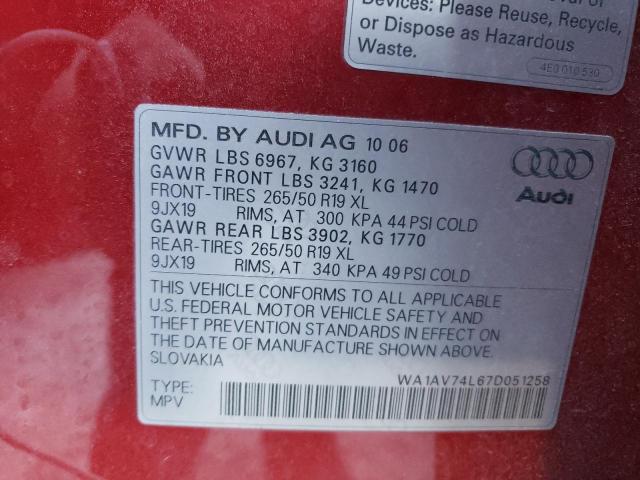 Devices: Please Reuse, Recycle,
or Dispose as Hazardous
Waste.
4E0 010 530
MFD. BY AUDI AG 10 06
GVWR LBS 6967, KG 3160
GAWR FRONT LBS 3241, KG 1470
FRONT-TIRES 265/50 R19 XL
9JX19 RIMS, AT 300 KPA 44 PSI COLD
GAWR REAR LBS 3902, KG 1770
REAR-TIRES 265/50 R19 XL
9JX19 RIMS, AT 340 KPA 49 PSI COLD
Audi
THIS VEHICLE CONFORMS TO ALL APPLICABLE
U.S. FEDERAL MOTOR VEHICLE SAFETY AND
THEFT PREVENTION STANDARDS IN EFFECT ON
THE DATE OF MANUFACTURE SHOWN ABOVE.
SLOVAKIA
WA1AV74L67D051258
TYPE:
MPV